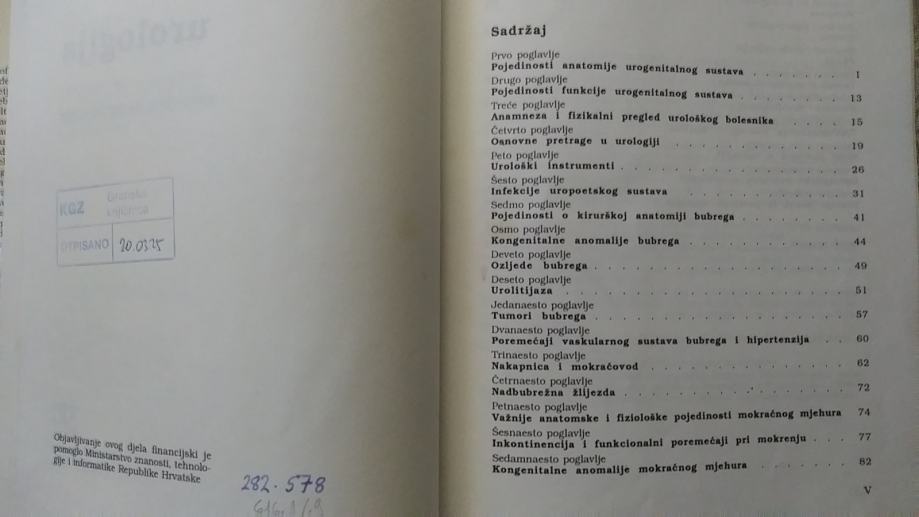 urologija
KGZ Gradska
knjižnica
OTPISANO 20.03.25
Objavljivanje ovog djela financijski je
pomoglo Ministarstvo znanosti, tehnolo-
gije i informatike Republike Hrvatske
282.578
Sadržaj
Prvo poglavlje
Pojedinosti anatomije urogenitalnog sustava . . . . . . . 1
Drugo poglavlje
Pojedinosti funkcije urogenitalnog sustava . . . . . . . . 13
Treće poglavlje
Anamneza i fizikalni pregled urološkog bolesnika . . . . 15
Četvrto poglavlje
Osnovne pretrage u urologiji . . . . . . . . . . . . 19
Peto poglavlje
Urološki instrumenti . . . . . . . . . . . . . . . 26
Šesto poglavlje
Infekcije uropoetskog sustava . . . . . . . . . . . . 31
Sedmo poglavlje
Pojedinosti o kirurškoj anatomiji bubrega . . . . . . . . 41
Osmo poglavlje
Kongenitalne anomalije bubrega . . . . . . . . . . . 44
Deveto poglavlje
Ozljede bubrega . . . . . . . . . . . . . . . . . 49
Deseto poglavlje
Urolitijaza . . . . . . . . . . . . . . . . . . 51
Jedanaesto poglavlje
Tumori bubrega . . . . . . . . . . . . . . . . . 57
Dvanaesto poglavlje
Poremećaji vaskularnog sustava bubrega i hipertenzija . . 60
Trinaesto poglavlje
Nakapnica i mokraćovod . . . . . . . . . . . . . . 62
Četrnaesto poglavlje
Nadbubrežna žlijezda . . . . . . . . . . . . . . . 72
Petnaesto poglavlje
Važnije anatomske i fiziološke pojedinosti mokraćnog mjehura 74
Šesnaesto poglavlje
Inkontinencija i funkcionalni poremećaji pri mokrenju . . . 77
Sedamnaesto poglavlje
Kongenitalne anomalije mokraćnog mjehura . . . . . . . 82
V